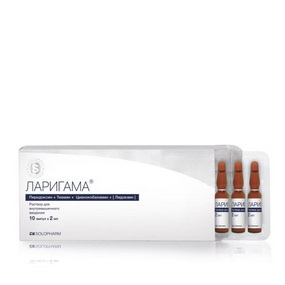 ЛАРИГАМА®
Пиридоксин + Тиамин + Цианокобаламин + [ Лидокаин ]
Раствор для
внутримышечного
введения
10 ампул x 2 мл
SOLOPHARM